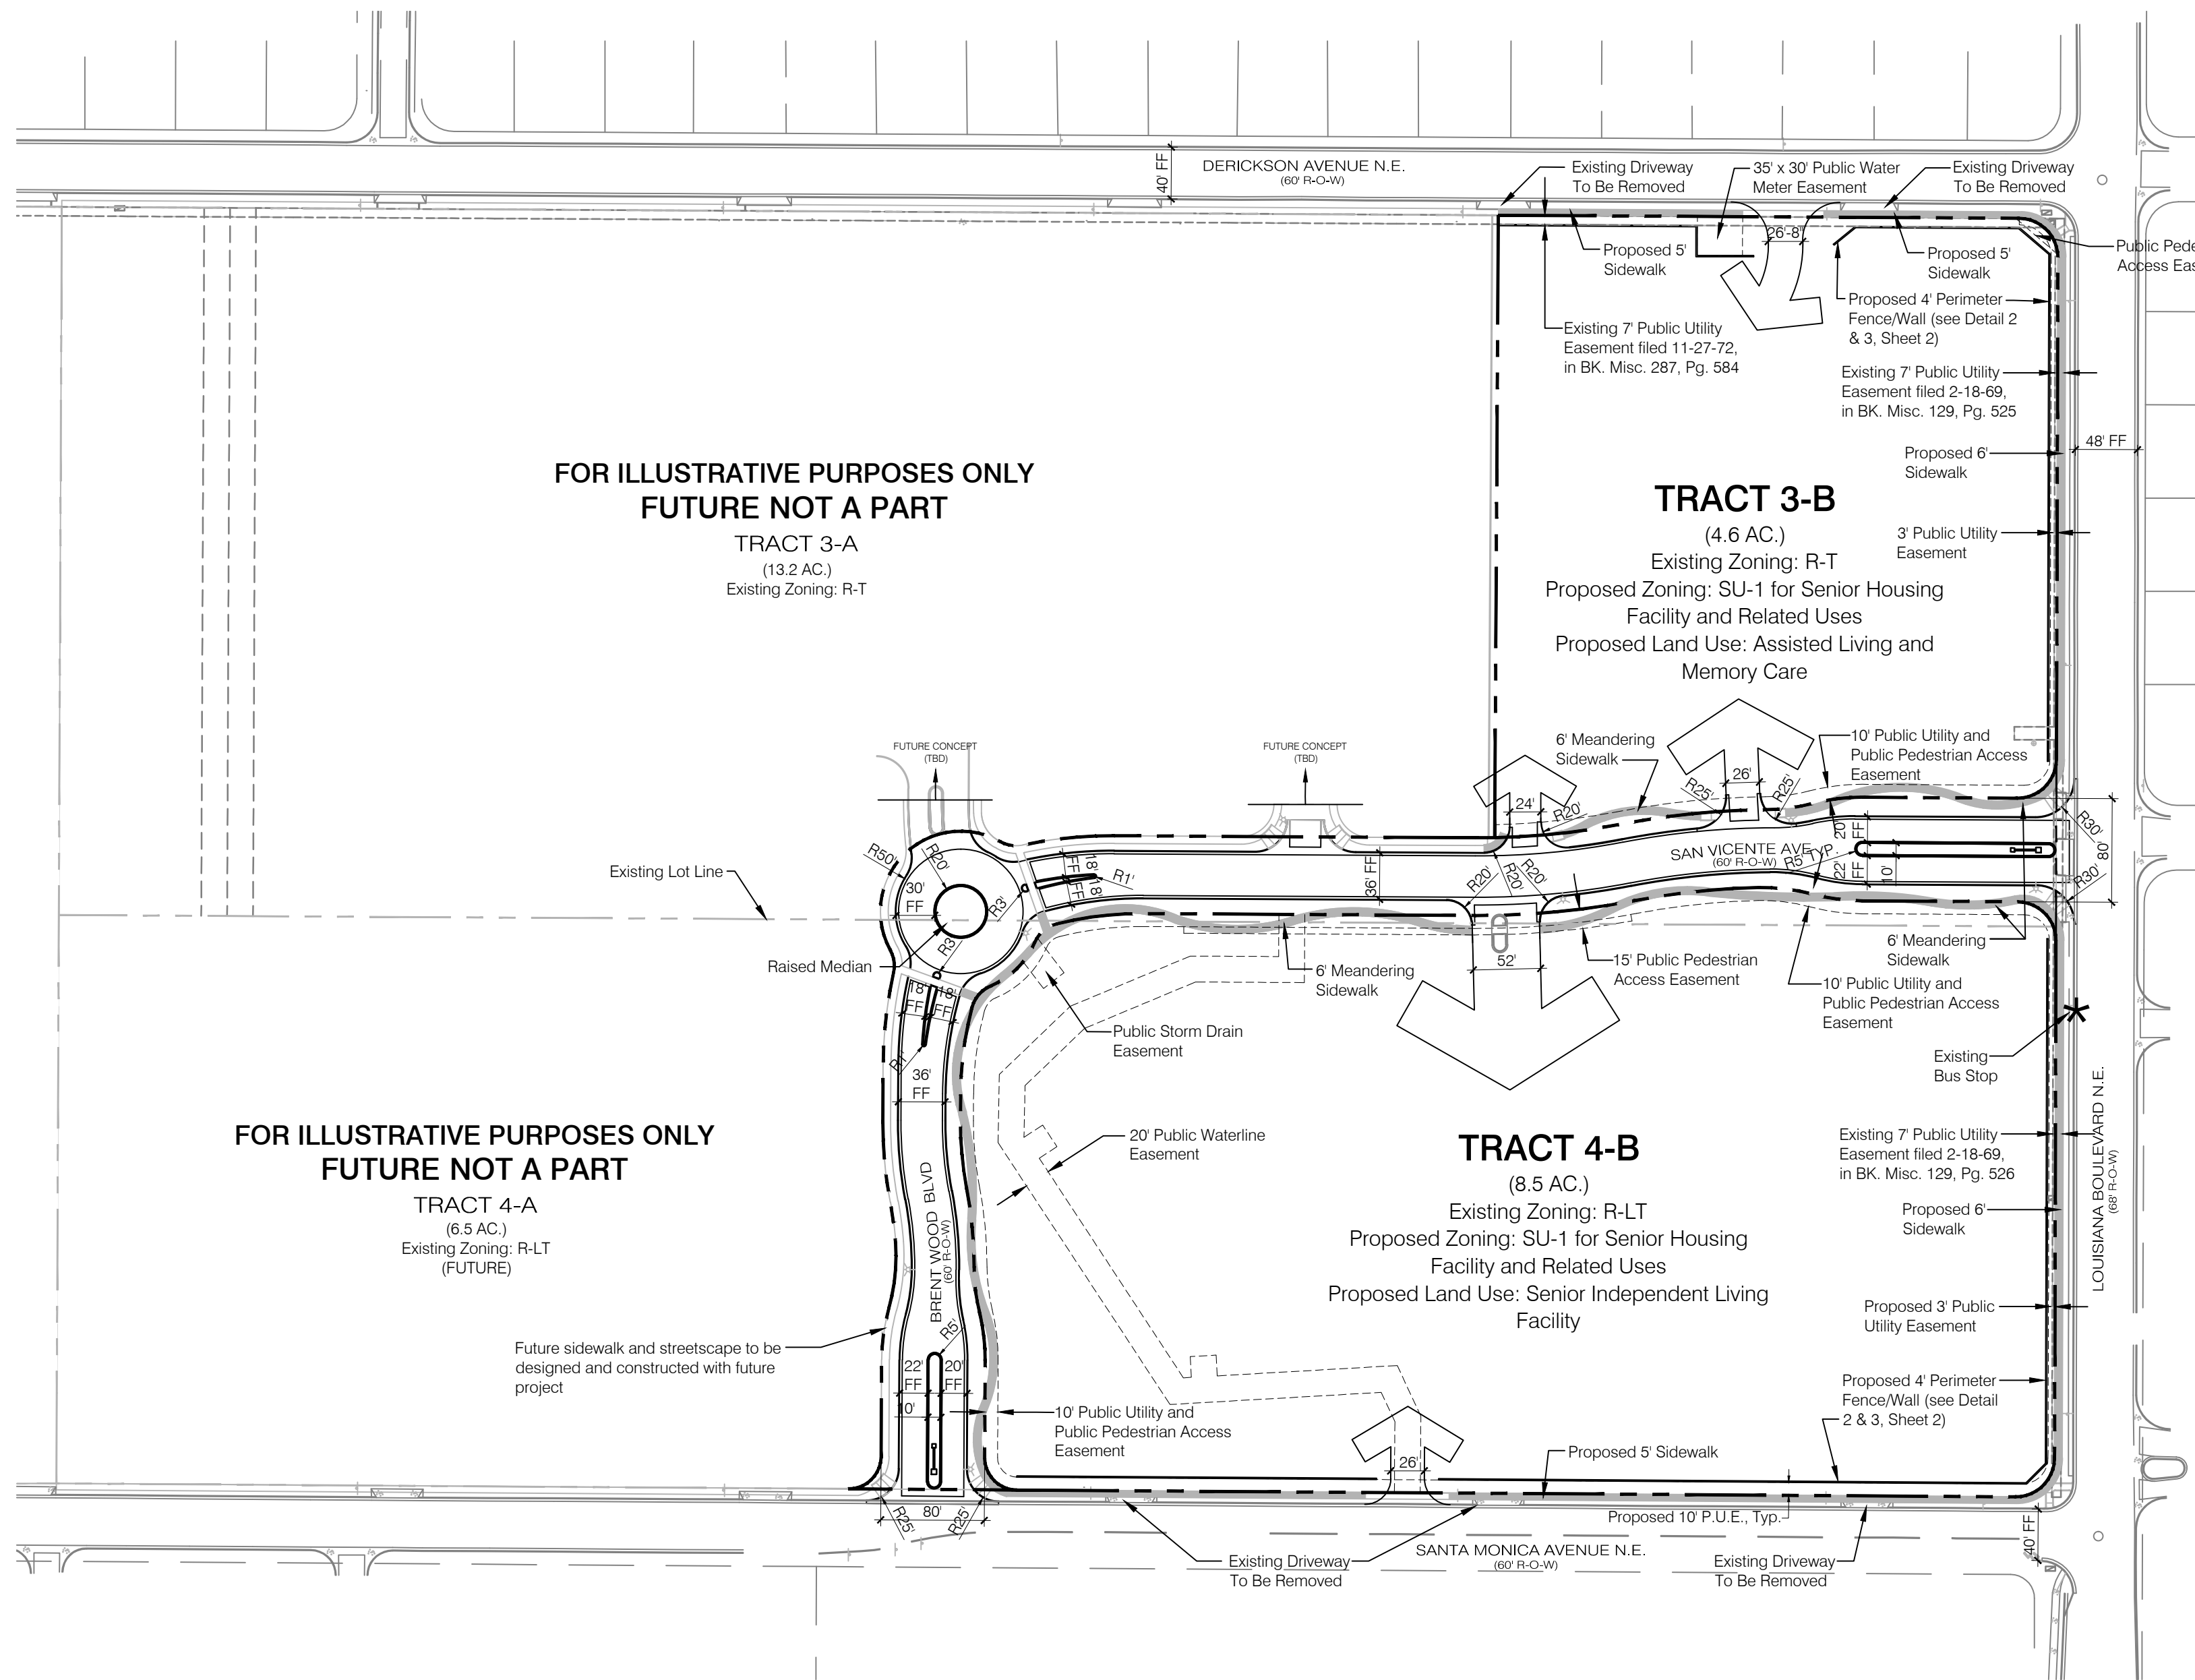 DERICKSON AVENUE N.E.
(60' R-O-W)
40' FF
Existing Driveway
To Be Removed
35' x 30' Public Water
Meter Easement
Existing Driveway
To Be Removed
26'-8"
Proposed 5'
Sidewalk
Proposed 5'
Sidewalk
Public Pede
Access Eas
Proposed 4' Perimeter
Fence/Wall (see Detail 2
& 3, Sheet 2)
Existing 7' Public Utility
Easement filed 11-27-72,
in BK. Misc. 287, Pg. 584
Existing 7' Public Utility
Easement filed 2-18-69,
in BK. Misc. 129, Pg. 525
48' FF
Proposed 6'
Sidewalk
3' Public Utility
Easement
FOR ILLUSTRATIVE PURPOSES ONLY
FUTURE NOT A PART
TRACT 3-A
(13.2 AC.)
Existing Zoning: R-T
TRACT 3-B
(4.6 AC.)
Existing Zoning: R-T
Proposed Zoning: SU-1 for Senior Housing
Facility and Related Uses
Proposed Land Use: Assisted Living and
Memory Care
FUTURE CONCEPT
(TBD)
FUTURE CONCEPT
(TBD)
6' Meandering
Sidewalk
10' Public Utility and
Public Pedestrian Access
Easement
24'
R20'
R25'
26'
R25'
SAN VICENTE AVE
(60' R-O-W)
R5' TYP.
20'
FF
22'
FF
10'
R30'
80'
R30'
Existing Lot Line
R50'
R20'
30'
FF
R3'
R3'
18'
FF
18'
FF
R1'
36' FF
R20'
R20'
R20'
Raised Median
6' Meandering
Sidewalk
52'
15' Public Pedestrian
Access Easement
6' Meandering
Sidewalk
10' Public Utility and
Public Pedestrian Access
Easement
Existing
Bus Stop
18'
FF
18'
FF
R1'
36'
FF
Public Storm Drain
Easement
20' Public Waterline
Easement
FOR ILLUSTRATIVE PURPOSES ONLY
FUTURE NOT A PART
TRACT 4-A
(6.5 AC.)
Existing Zoning: R-LT
(FUTURE)
BRENT WOOD BLVD
(60' R-O-W)
TRACT 4-B
(8.5 AC.)
Existing Zoning: R-LT
Proposed Zoning: SU-1 for Senior Housing
Facility and Related Uses
Proposed Land Use: Senior Independent Living
Facility
Existing 7' Public Utility
Easement filed 2-18-69,
in BK. Misc. 129, Pg. 526
LOUISIANA BOULEVARD N.E.
(68' R-O-W)
Proposed 6'
Sidewalk
Proposed 3' Public
Utility Easement
Future sidewalk and streetscape to be
designed and constructed with future
project
R5'
22'
FF
20'
FF
10'
10' Public Utility and
Public Pedestrian Access
Easement
Proposed 4' Perimeter
Fence/Wall (see Detail
2 & 3, Sheet 2)
26'
Proposed 5' Sidewalk
R25'
80'
R25'
Proposed 10' P.U.E., Typ.
40' FF
Existing Driveway
To Be Removed
SANTA MONICA AVENUE N.E.
(60' R-O-W)
Existing Driveway
To Be Removed